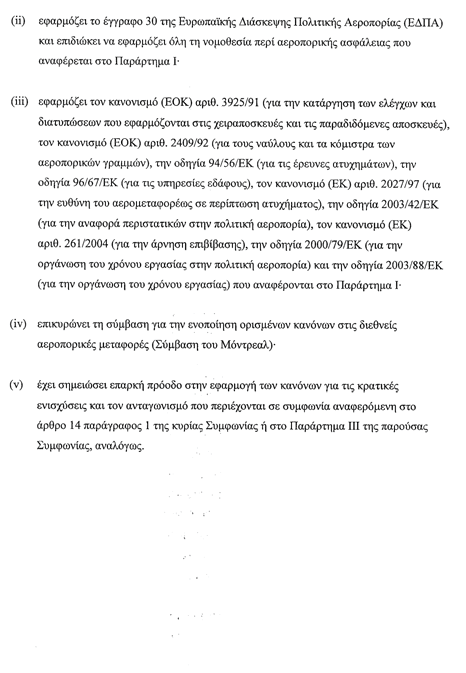 (ii) εφαρμόζει το έγγραφο 30 της Ευρωπαϊκής Διάσκεψης Πολιτικής Αεροπορίας (ΕΔΠΑ)
και επιδιώκει να εφαρμόζει όλη τη νομοθεσία περί αεροπορικής ασφάλειας που
αναφέρεται στο Παράρτημα Ι·
(iii) εφαρμόζει τον κανονισμό (ΕΟΚ) αριθ. 3925/91 (για την κατάργηση των ελέγχων και
διατυπώσεων που εφαρμόζονται στις χειραποσκευές και τις παραδιδόμενες αποσκευές),
τον κανονισμό (ΕΟΚ) αριθ. 2409/92 (για τους ναύλους και τα κόμιστρα των
αεροπορικών γραμμών), την οδηγία 94/56/ΕΚ (για τις έρευνες ατυχημάτων), την
οδηγία 96/67/ΕΚ (για τις υπηρεσίες εδάφους), τον κανονισμό (ΕΚ) αριθ. 2027/97 (για
την ευθύνη του αερομεταφορέως σε περίπτωση ατυχήματος), την οδηγία 2003/42/ΕΚ
(για την αναφορά περιστατικών στην πολιτική αεροπορία), τον κανονισμό (ΕΚ)
αριθ. 261/2004 (για την άρνηση επιβίβασης), την οδηγία 2000/79/ΕΚ (για την
οργάνωση του χρόνου εργασίας στην πολιτική αεροπορία) και την οδηγία 2003/88/ΕΚ
(για την οργάνωση του χρόνου εργασίας) που αναφέρονται στο Παράρτημα Ι·
(iv) επικυρώνει τη σύμβαση για την ενοποίηση ορισμένων κανόνων στις διεθνείς
αεροπορικές μεταφορές (Σύμβαση του Μόντρεαλ)·
(v) έχει σημειώσει επαρκή πρόοδο στην εφαρμογή των κανόνων για τις κρατικές
ενισχύσεις και τον ανταγωνισμό που περιέχονται σε συμφωνία αναφερόμενη στο
άρθρο 14 παράγραφος 1 της κυρίας Συμφωνίας ή στο Παράρτημα ΙΙΙ της παρούσας
Συμφωνίας, αναλόγως.